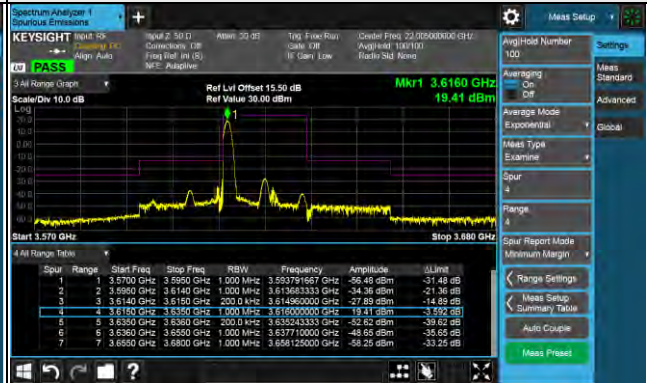 Spectrum Analyzer 1
Spurious Emissions
Meas Setup
KEYSIGHT
Input: RF
Coupling: DC
Align: Auto
Input Z: 50 Ω
Corrections: Off
Freq Ref: Int (S)
NFE: Adaptive
Atten: 30 dB
Trig: Free Run
Gate: Off
IF Gain: Low
Center Freq: 22.005000000 GHz
Avg|Hold: 100/100
Radio Std: None
PASS
3 All Range Graph
Scale/Div 10.0 dB
Ref Lvl Offset 15.50 dB
Ref Value 30.00 dBm
Mkr1 3.6160 GHz
19.41 dBm
Log
1
Start 3.570 GHz
Stop 3.680 GHz
4 All Range Table
Spur Range Start Freq Stop Freq RBW Frequency Amplitude ΔLimit
1 1 3.5700 GHz 3.5950 GHz 1.000 MHz 3.593791667 GHz -56.48 dBm -31.48 dB
2 2 3.5950 GHz 3.6140 GHz 1.000 MHz 3.613683333 GHz -34.36 dBm -21.36 dB
3 3 3.6140 GHz 3.6150 GHz 200.0 kHz 3.614960000 GHz -27.89 dBm -14.89 dB
4 4 3.6150 GHz 3.6350 GHz 1.000 MHz 3.616000000 GHz 19.41 dBm -3.592 dB
5 5 3.6350 GHz 3.6360 GHz 200.0 kHz 3.635243333 GHz -52.62 dBm -39.62 dB
6 6 3.6360 GHz 3.6550 GHz 1.000 MHz 3.637710000 GHz -48.65 dBm -35.65 dB
7 7 3.6550 GHz 3.6800 GHz 1.000 MHz 3.658125000 GHz -58.25 dBm -33.25 dB
Avg|Hold Number
100
Averaging
On
Off
Average Mode
Exponential
Meas Type
Examine
Spur
4
Range
4
Spur Report Mode
Minimum Margin
Range Settings
Meas Setup
Summary Table
Auto Couple
Meas Preset
Settings
Meas
Standard
Advanced
Global
?